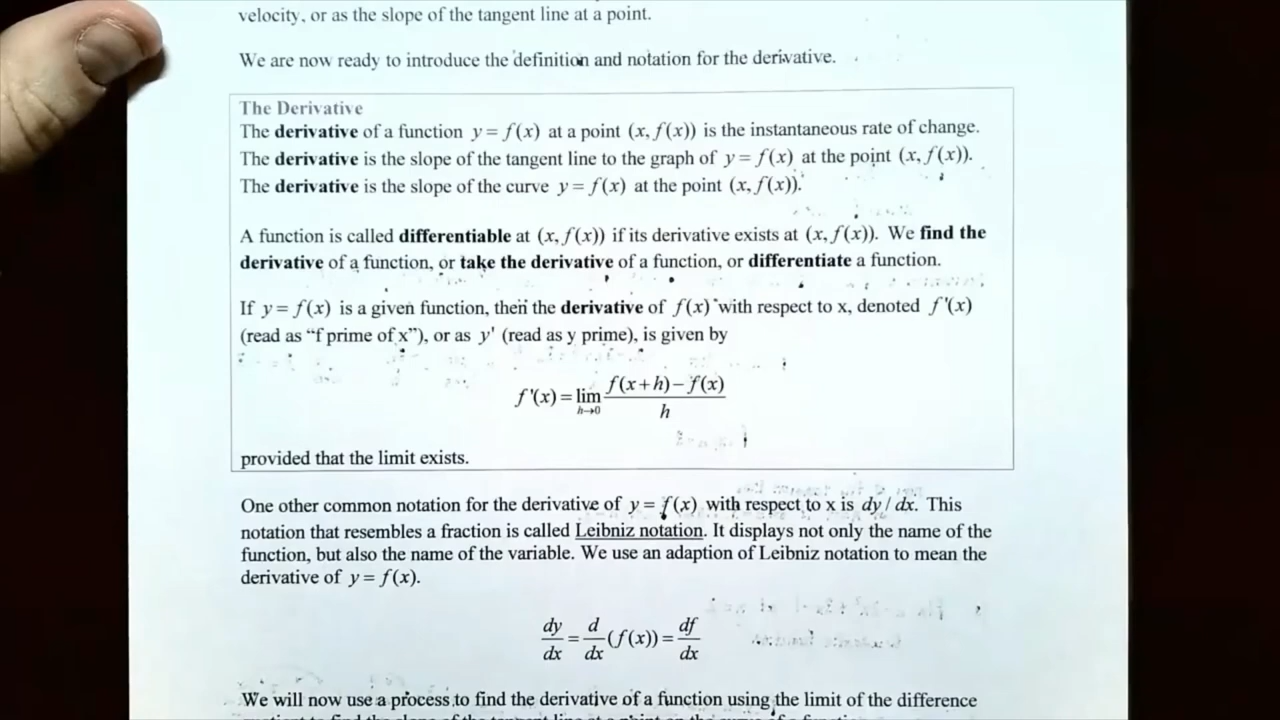 velocity, or as the slope of the tangent line at a point.
We are now ready to introduce the definition and notation for the derivative.
The Derivative
The derivative of a function y = f(x) at a point (x, f(x)) is the instantaneous rate of change.
The derivative is the slope of the tangent line to the graph of y = f(x) at the point (x, f(x)).
The derivative is the slope of the curve y = f(x) at the point (x, f(x)).
A function is called differentiable at (x, f(x)) if its derivative exists at (x, f(x)). We find the
derivative of a function, or take the derivative of a function, or differentiate a function.
If y = f(x) is a given function, then the derivative of f(x) with respect to x, denoted f'(x)
(read as “f prime of x”), or as y' (read as y prime), is given by
f'(x) = lim h→0 f(x+h) − f(x) / h
provided that the limit exists.
One other common notation for the derivative of y = f(x) with respect to x is dy / dx. This
notation that resembles a fraction is called Leibniz notation. It displays not only the name of the
function, but also the name of the variable. We use an adaption of Leibniz notation to mean the
derivative of y = f(x).
dy/dx = d/dx (f(x)) = df/dx
We will now use a process to find the derivative of a function using the limit of the difference